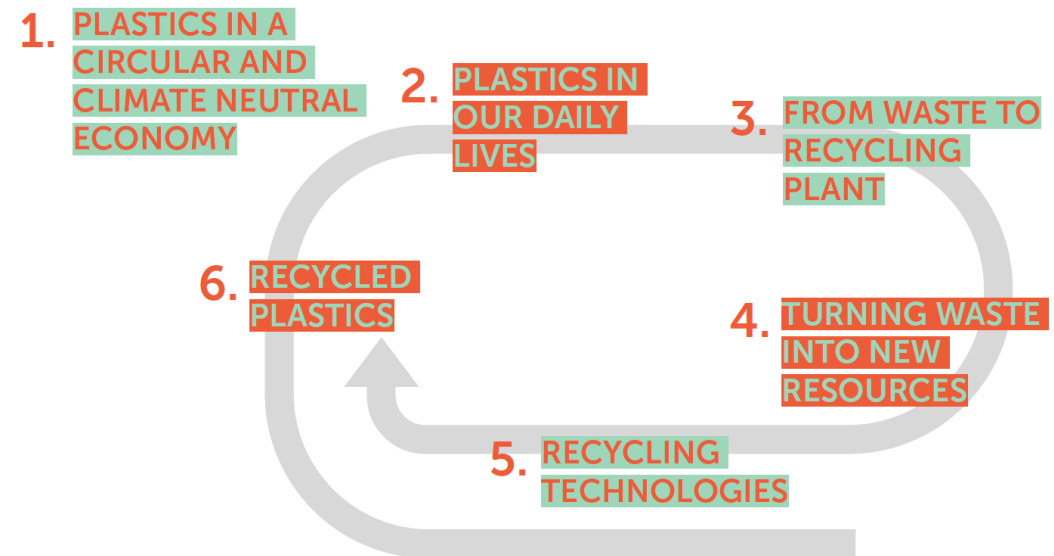 1. PLASTICS IN A
CIRCULAR AND
CLIMATE NEUTRAL
ECONOMY
2. PLASTICS IN
OUR DAILY
LIVES
3. FROM WASTE TO
RECYCLING
PLANT
4. TURNING WASTE
INTO NEW
RESOURCES
5. RECYCLING
TECHNOLOGIES
6. RECYCLED
PLASTICS